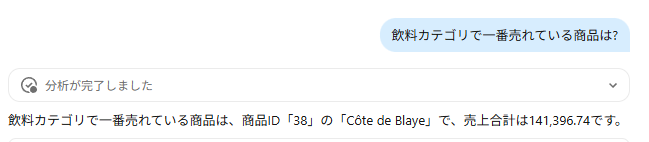 飲料カテゴリで一番売れている商品は?
分析が完了しました
飲料カテゴリで一番売れている商品は、商品ID「38」の「Côte de Blaye」で、売上合計は141,396.74です。